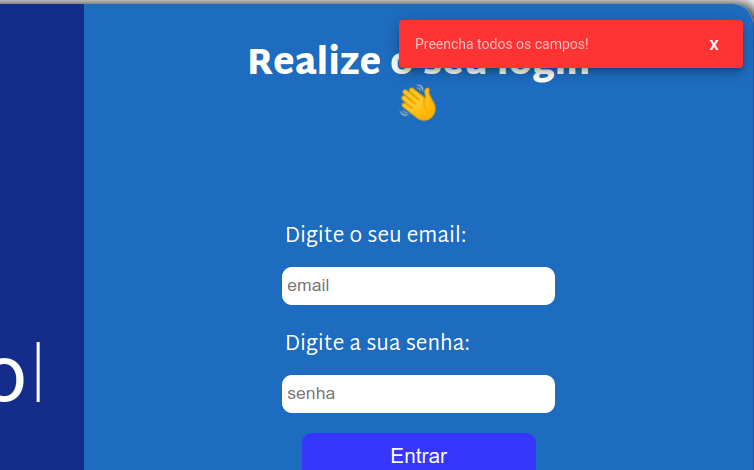 Preencha todos os campos! X
Realize o seu login
👋
Digite o seu email:
email
Digite a sua senha:
senha
Entrar